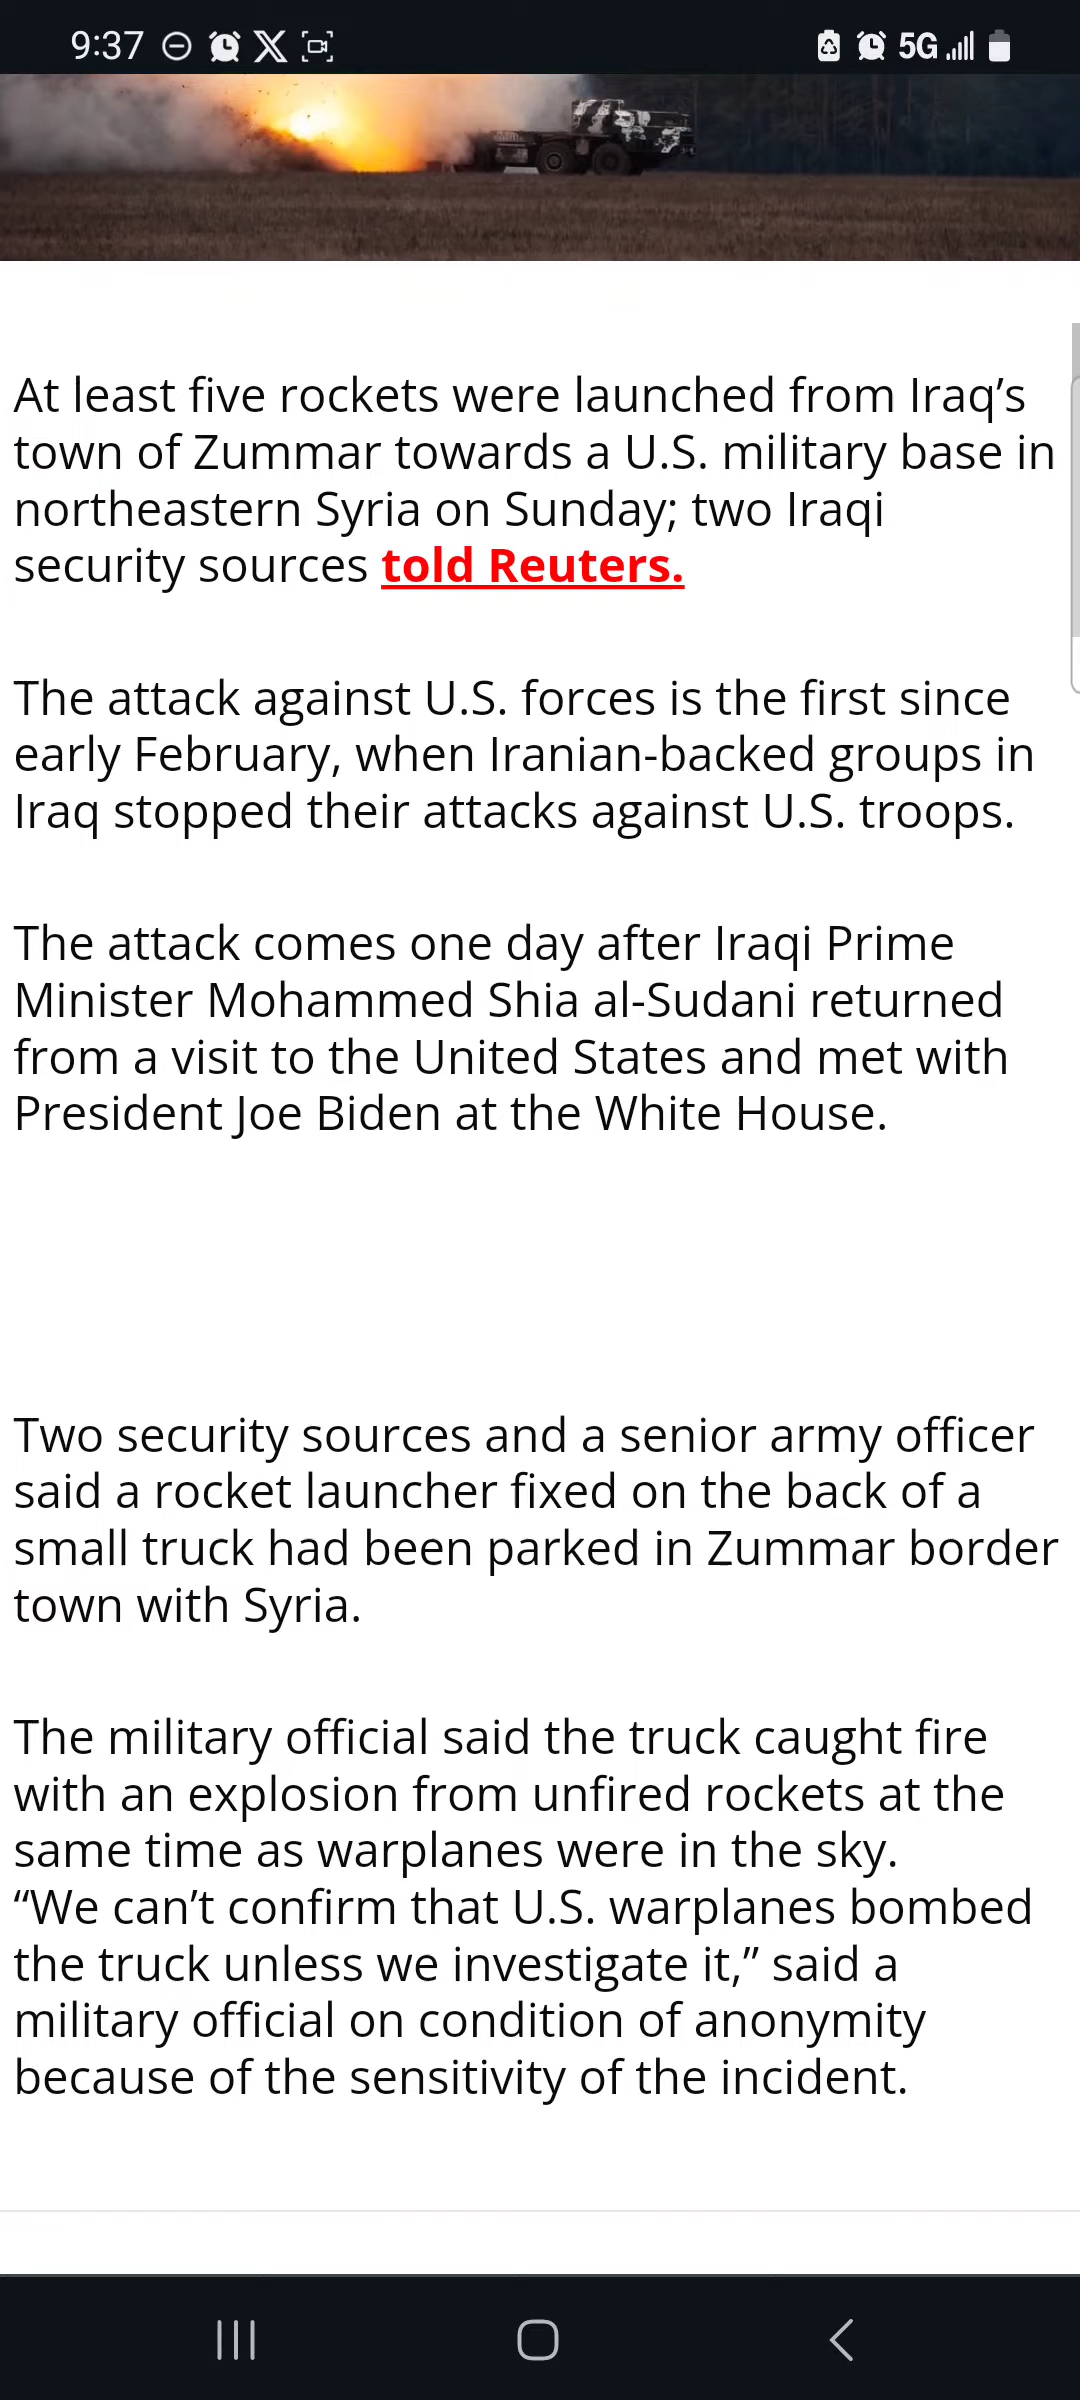 9:37
5G
At least five rockets were launched from Iraq’s
town of Zummar towards a U.S. military base in
northeastern Syria on Sunday; two Iraqi
security sources told Reuters.
The attack against U.S. forces is the first since
early February, when Iranian-backed groups in
Iraq stopped their attacks against U.S. troops.
The attack comes one day after Iraqi Prime
Minister Mohammed Shia al-Sudani returned
from a visit to the United States and met with
President Joe Biden at the White House.
Two security sources and a senior army officer
said a rocket launcher fixed on the back of a
small truck had been parked in Zummar border
town with Syria.
The military official said the truck caught fire
with an explosion from unfired rockets at the
same time as warplanes were in the sky.
“We can’t confirm that U.S. warplanes bombed
the truck unless we investigate it,” said a
military official on condition of anonymity
because of the sensitivity of the incident.